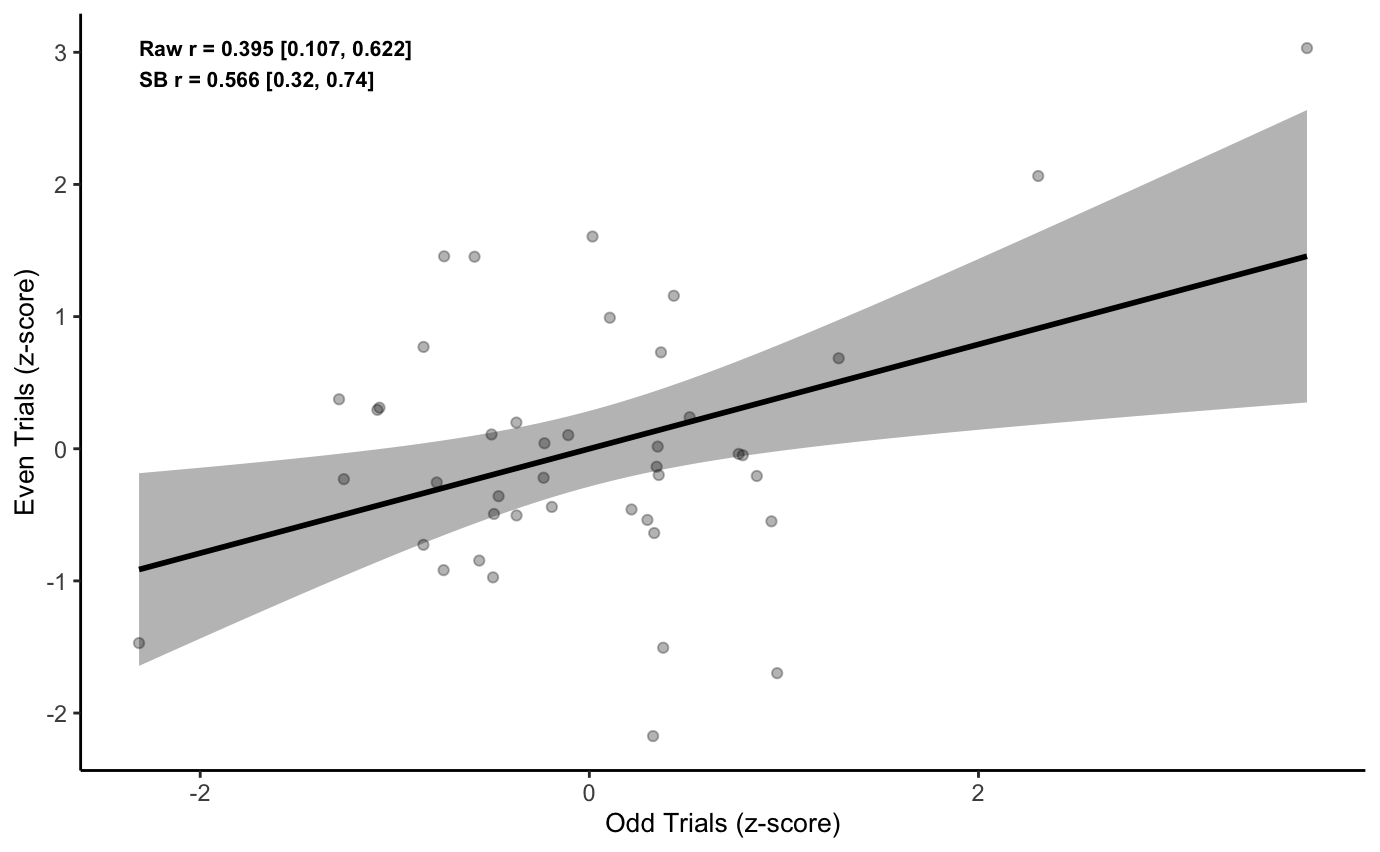 Raw r = 0.395 [0.107, 0.622]
SB r = 0.566 [0.32, 0.74]
3
2
1
0
-1
-2
Even Trials (z-score)
-2 0 2
Odd Trials (z-score)